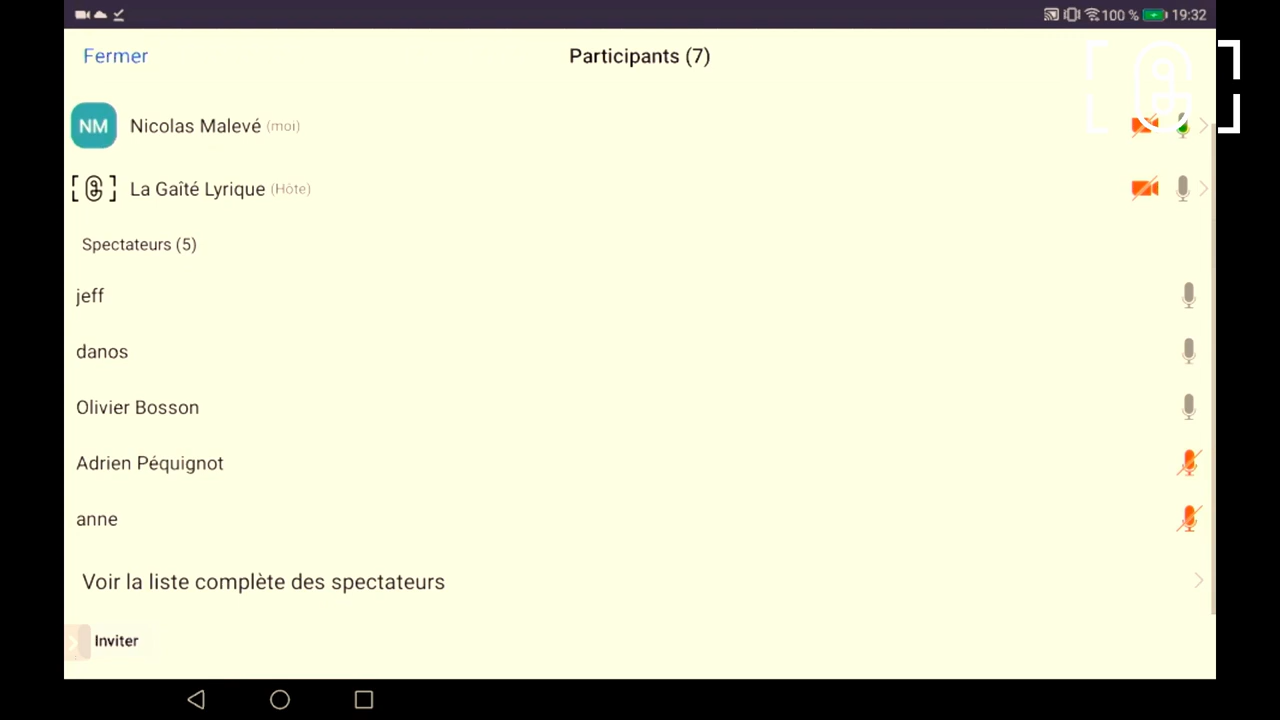 100 % 19:32
Fermer
Participants (7)
NM Nicolas Malevé (moi)
La Gaîté Lyrique (Hôte)
Spectateurs (5)
jeff
danos
Olivier Bosson
Adrien Péquignot
anne
Voir la liste complète des spectateurs
Inviter